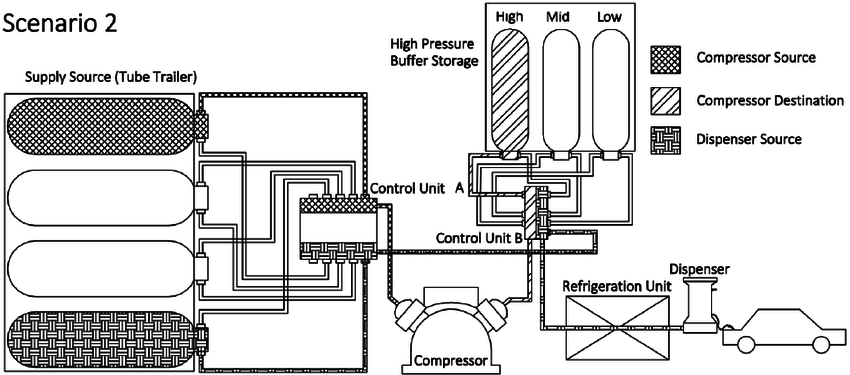 Scenario 2
High Mid Low
High Pressure
Buffer Storage
Supply Source (Tube Trailer)
Compressor Source
Compressor Destination
Dispenser Source
Control Unit A
Control Unit B
Refrigeration Unit
Dispenser
Compressor